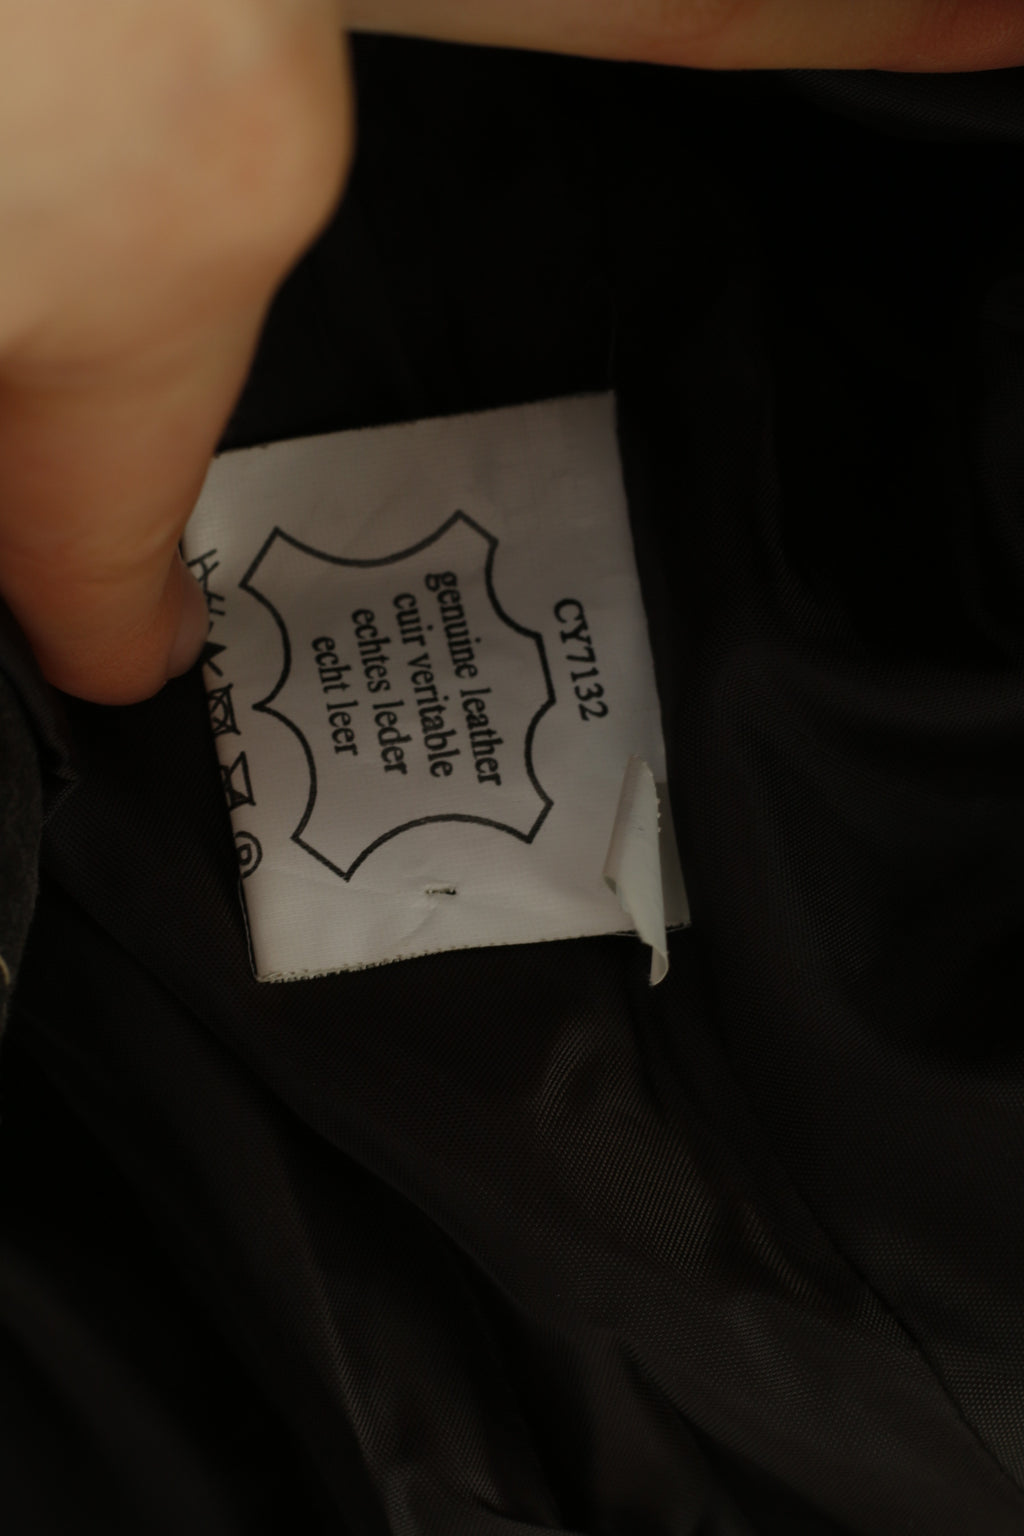 CY7132
genuine leather
cuir veritable
echtes leder
echt leer
P